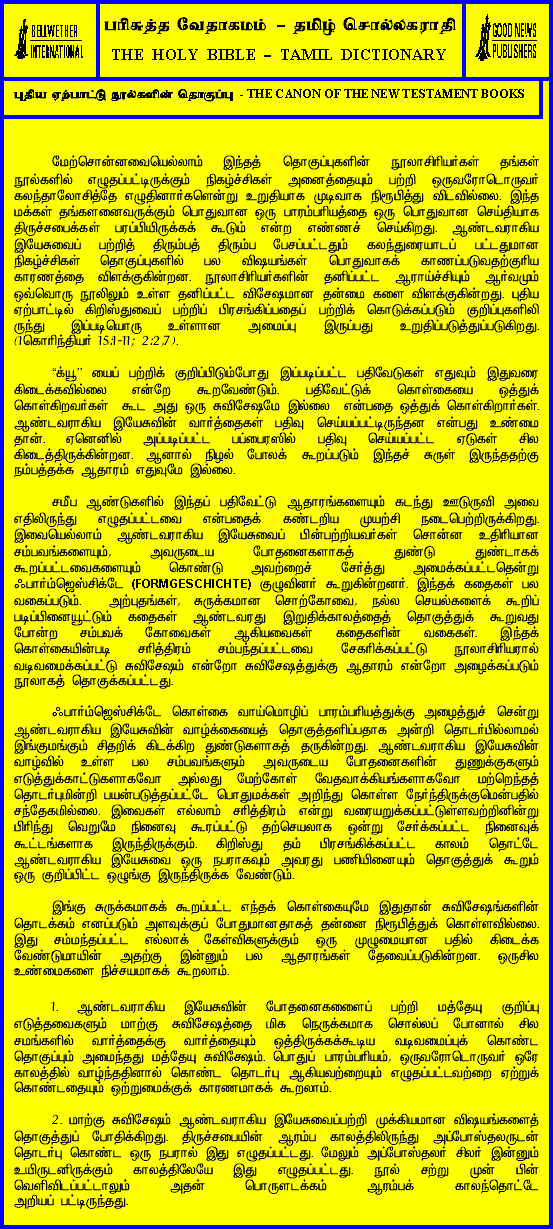 BELLWETHER
INTERNATIONAL
பரிசுத்த வேதாகமம் – தமிழ் சொல்லகராதி
THE HOLY BIBLE – TAMIL DICTIONARY
GOOD NEWS
PUBLISHERS
புதிய ஏற்பாட்டு நூல்களின் தொகுப்பு - THE CANON OF THE NEW TESTAMENT BOOKS
மேற்சொன்னவையெல்லாம் இந்தத் தொகுப்புகளின் நூலாசிரியர்கள் தங்கள்
நூல்களில் எழுதப்பட்டிருக்கும் நிகழ்ச்சிகள் அனைத்தையும் பற்றி ஒருவரோடொருவர்
கலந்தாலோசித்தே எழுதினார்களென்று உறுதியாக முடிவாக நிரூபித்து விடவில்லை. இந்த
மக்கள் தங்களனைவருக்கும் பொதுவான ஒரு பாரம்பரியத்தை ஒரு பொதுவான செய்தியாக
திருச்சபைக்கள் பரப்பியிருக்கக் கூடும் என்ற எண்ணச் செய்கிறது. ஆண்டவராகிய
இயேசுவைப் பற்றித் திரும்பத் திரும்ப பேசப்பட்டதும் கலந்துரையாடப் பட்டதுமான
நிகழ்ச்சிகள் தொகுப்புகளில் பல விஷயங்கள் பொதுவாகக் காணப்படுவதற்குரிய
காரணத்தை விளக்குகின்றன. நூலாசிரியர்களின் தனிப்பட்ட ஆராய்ச்சியும் ஆர்வமும்
ஒவ்வொரு நூலிலும் உள்ள தனிப்பட்ட விசேஷமான தன்மை களை விளக்குகின்றது. புதிய
ஏற்பாட்டில் கிறிஸ்துவைப் பற்றிப் பிரசங்கிப்பதைப் பற்றிக் கொடுக்கப்படும் குறிப்புகளிலி
ருந்து இப்படியொரு உள்ளான அமைப்பு இருப்பது உறுதிப்படுத்துப்படுகிறது.
(1கொரிந்தியர் 15:1-11; 2:2,7).
“க்யூ” யைப் பற்றிக் குறிப்பிடும்போது இப்படிப்பட்ட பதிவேடுகள் எதுவும் இதுவரை
கிடைக்கவில்லை என்றே கூறவேண்டும். பதிவேட்டுக் கொள்கையை ஒத்துக்
கொள்கிறவர்கள் கூட அது ஒரு சுவிசேஷமே இல்லை என்பதை ஒத்துக் கொள்கிறார்கள்.
ஆண்டவராகிய இயேசுவின் வார்த்தைகள் பதிவு செய்யப்பட்டிருந்தன என்பது உண்மை
தான். ஏனெனில் அப்படிப்பட்ட பப்பைரஸில் பதிவு செய்யப்பட்ட ஏடுகள் சில
கிடைத்திருக்கின்றன. ஆனால் நிழல் போலக் கூறப்படும் இந்தச் சுருள் இருந்ததற்கு
நம்பத்தக்க ஆதாரம் எதுவுமே இல்லை.
சமீப ஆண்டுகளில் இந்தப் பதிவேட்டு ஆதாரங்களையும் கடந்து ஊடுருவி அவை
எதிலிருந்து எழுதப்பட்டவை என்பதைக் கண்டறிய முயற்சி நடைபெற்றிருக்கிறது.
இவையெல்லாம் ஆண்டவராகிய இயேசுவைப் பின்பற்றியவர்கள் சொன்ன உதிரியான
சம்பவங்களையும், அவருடைய போதனைகளாகத் துண்டு துண்டாகக்
கூறப்பட்டவைகளையும் கொண்டு அவற்றைச் சேர்த்து அமைக்கப்பட்டதென்று
ஃபார்ம்ஜெஸ்சிக்டே (FORMGESCHICHTE) குழுவினர் கூறுகின்றனர். இந்தக் கதைகள் பல
வகைப்படும். அற்புதங்கள், சுருக்கமான சொற்கோவை, நல்ல செயல்களைக் கூறிப்
படிப்பினையூட்டும் கதைகள் ஆண்டவரது இறுதிக்காலத்தைத் தொகுத்துக் கூறுவது
போன்ற சம்பவக் கோவைகள் ஆகியவைகள் கதைகளின் வகைகள். இந்தக்
கொள்கையின்படி சரித்திரம் சம்பந்தப்பட்டவை சேகரிக்கப்பட்டு நூலாசிரியரால்
வடிவமைக்கப்பட்டு சுவிசேஷம் என்றோ சுவிசேஷத்துக்கு ஆதாரம் என்றோ அழைக்கப்படும்
நூலாகத் தொகுக்கப்பட்டது.
ஃபார்ம்ஜெஸ்சிக்டே கொள்கை வாய்மொழிப் பாரம்பரியத்துக்கு அழைத்துச் சென்று
ஆண்டவராகிய இயேசுவின் வாழ்க்கையைத் தொகுத்தளிப்பதாக அன்றி தொடர்பில்லாமல்
இங்குமங்கும் சிதறிக் கிடக்கிற துண்டுகளாகத் தருகின்றது. ஆண்டவராகிய இயேசுவின்
வாழ்வில் உள்ள பல சம்பவங்களும் அவருடைய போதனைகளின் துணுக்குகளும்
எடுத்துக்காட்டுகளாகவோ அல்லது மேற்கோள் வேதவாக்கியங்களாகவோ மற்றெந்தத்
தொடர்புமின்றி பயன்படுத்தப்பட்டே பொதுமக்கள் அறிந்து கொள்ள நேர்ந்திருக்குமென்பதில்
சந்தேகமில்லை. இவைகள் எல்லாம் சரித்திரம் என்று வரையறுக்கப்பட்டுள்ளவற்றினின்று
பிரிந்து வெறுமே நினைவு கூரப்பட்டு தற்செயலாக ஒன்று சேர்க்கப்பட்ட நினைவுக்
கூட்டங்களாக இருந்திருக்கும். கிறிஸ்து தம் பிரசங்கிக்கப்பட்ட காலம் தொட்டே
ஆண்டவராகிய இயேசுவை ஒரு நபராகவும் அவரது பணியினையும் தொகுத்துக் கூறும்
ஒரு குறிப்பிட்ட ஒழுங்கு இருந்திருக்க வேண்டும்.
இங்கு சுருக்கமாகக் கூறப்பட்ட எந்தக் கொள்கையுமே இதுதான் சுவிசேஷங்களின்
தொடக்கம் எனப்படும் அளவுக்குப் போதுமானதாகத் தன்னை நிரூபித்துக் கொள்ளவில்லை.
இது சம்மந்தப்பட்ட எல்லாக் கேள்விகளுக்கும் ஒரு முழுமையான பதில் கிடைக்க
வேண்டுமாயின் அதற்கு இன்னும் பல ஆதாரங்கள் தேவைப்படுகின்றன. ஒருசில
உண்மைகளை நிச்சயமாகக் கூறலாம்.
1. ஆண்டவராகிய இயேசுவின் போதனைகளைப் பற்றி மத்தேயு குறிப்பு
எடுத்தவைகளும் மாற்கு சுவிசேஷத்தை மிக நெருக்கமாக சொல்லப் போனால் சில
சமங்களில் வார்த்தைக்கு வார்த்தையும் ஒத்திருக்கக்கூடிய வடிவமைப்புக் கொண்ட
தொகுப்பும் அமைந்தது மத்தேயு சுவிசேஷம். பொதுப் பாரம்பரியம், ஒருவரோடொருவர் ஒரே
காலத்தில் வாழ்ந்ததினால் கொண்ட தொடர்பு ஆகியவற்றையும் எழுதப்பட்டவற்றை ஏற்றுக்
கொண்டதையும் ஒற்றுமைக்குக் காரணமாகக் கூறலாம்.
2. மாற்கு சுவிசேஷம் ஆண்டவராகிய இயேசுவைப்பற்றி முக்கியமான விஷயங்களைத்
தொகுத்துப் போதிக்கிறது. திருச்சபையின் ஆரம்ப காலத்திலிருந்து அப்போஸ்தலருடன்
தொடர்பு கொண்ட ஒரு நபரால் இது எழுதப்பட்டது. மேலும் அப்போஸ்தலர் சிலர் இன்னும்
உயிருடனிருக்கும் காலத்திலேயே இது எழுதப்பட்டது. நூல் சற்று முன் பின்
வெளிவிடப்பட்டாலும் அதன் பொருளடக்கம் ஆரம்பக் காலந்தொட்டே
அறியப் பட்டிருந்தது.